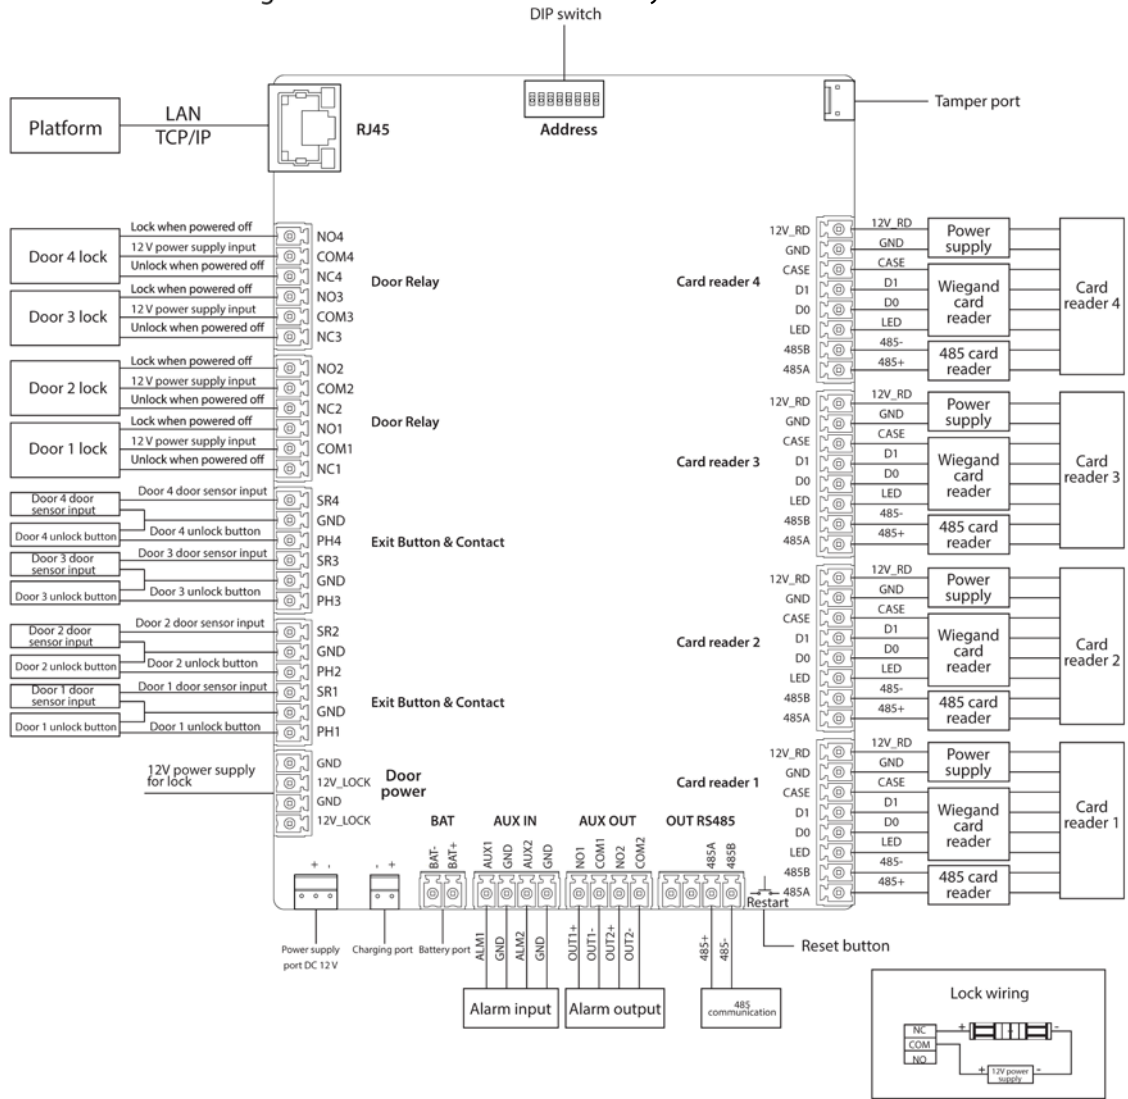 DIP switch
Address
Tamper port
Platform
LAN
TCP/IP
RJ45
Door 4 lock
Lock when powered off
12 V power supply input
Unlock when powered off
NO4
COM4
NC4
Door 3 lock
Lock when powered off
12 V power supply input
Unlock when powered off
NO3
COM3
NC3
Door Relay
Door 2 lock
Lock when powered off
12 V power supply input
Unlock when powered off
NO2
COM2
NC2
Door 1 lock
Lock when powered off
12 V power supply input
Unlock when powered off
NO1
COM1
NC1
Door Relay
Door 4 door
sensor input
Door 4 unlock button
Door 4 door sensor input
Door 4 unlock button
SR4
GND
PH4
Door 3 door
sensor input
Door 3 unlock button
Door 3 door sensor input
Door 3 unlock button
SR3
GND
PH3
Exit Button & Contact
Door 2 door
sensor input
Door 2 unlock button
Door 2 door sensor input
Door 2 unlock button
SR2
GND
PH2
Door 1 door
sensor input
Door 1 unlock button
Door 1 door sensor input
Door 1 unlock button
SR1
GND
PH1
Exit Button & Contact
12V power supply
for lock
GND
12V_LOCK
GND
12V_LOCK
Door
power
Card reader 4
12V_RD
GND
CASE
D1
D0
LED
485B
485A
12V_RD
GND
CASE
D1
D0
LED
485-
485+
Power
supply
Wiegand
card
reader
485 card
reader
Card
reader 4
Card reader 3
12V_RD
GND
CASE
D1
D0
LED
485B
485A
12V_RD
GND
CASE
D1
D0
LED
485-
485+
Power
supply
Wiegand
card
reader
485 card
reader
Card
reader 3
Card reader 2
12V_RD
GND
CASE
D1
D0
LED
485B
485A
12V_RD
GND
CASE
D1
D0
LED
485-
485+
Power
supply
Wiegand
card
reader
485 card
reader
Card
reader 2
Card reader 1
12V_RD
GND
CASE
D1
D0
LED
485B
485A
12V_RD
GND
CASE
D1
D0
LED
485-
485+
Power
supply
Wiegand
card
reader
485 card
reader
Card
reader 1
+ -
Power supply
port DC 12 V
- +
Charging port
BAT
BAT-
BAT+
Battery port
AUX IN
AUX1
GND
AUX2
GND
ALM1
GND
ALM2
GND
Alarm input
AUX OUT
NO1
COM1
NO2
COM2
OUT1+
OUT1-
OUT2+
OUT2-
Alarm output
OUT RS485
485A
485B
485+
485-
485
communication
Restart
Reset button
Lock wiring
NC
COM
NO
+ -
+ -
12V power
supply